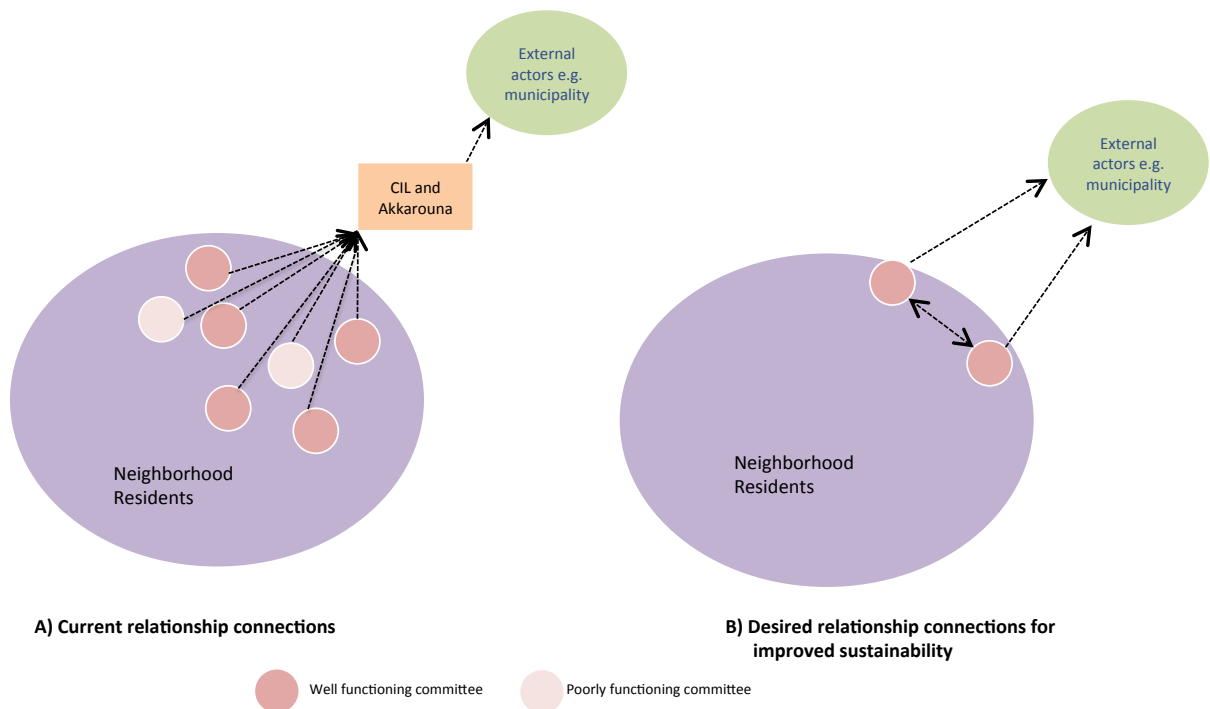 External
actors e.g.
municipality
CIL and
Akkarouna
Neighborhood
Residents
A) Current relationship connections
External
actors e.g.
municipality
Neighborhood
Residents
B) Desired relationship connections for
improved sustainability
Well functioning committee
Poorly functioning committee